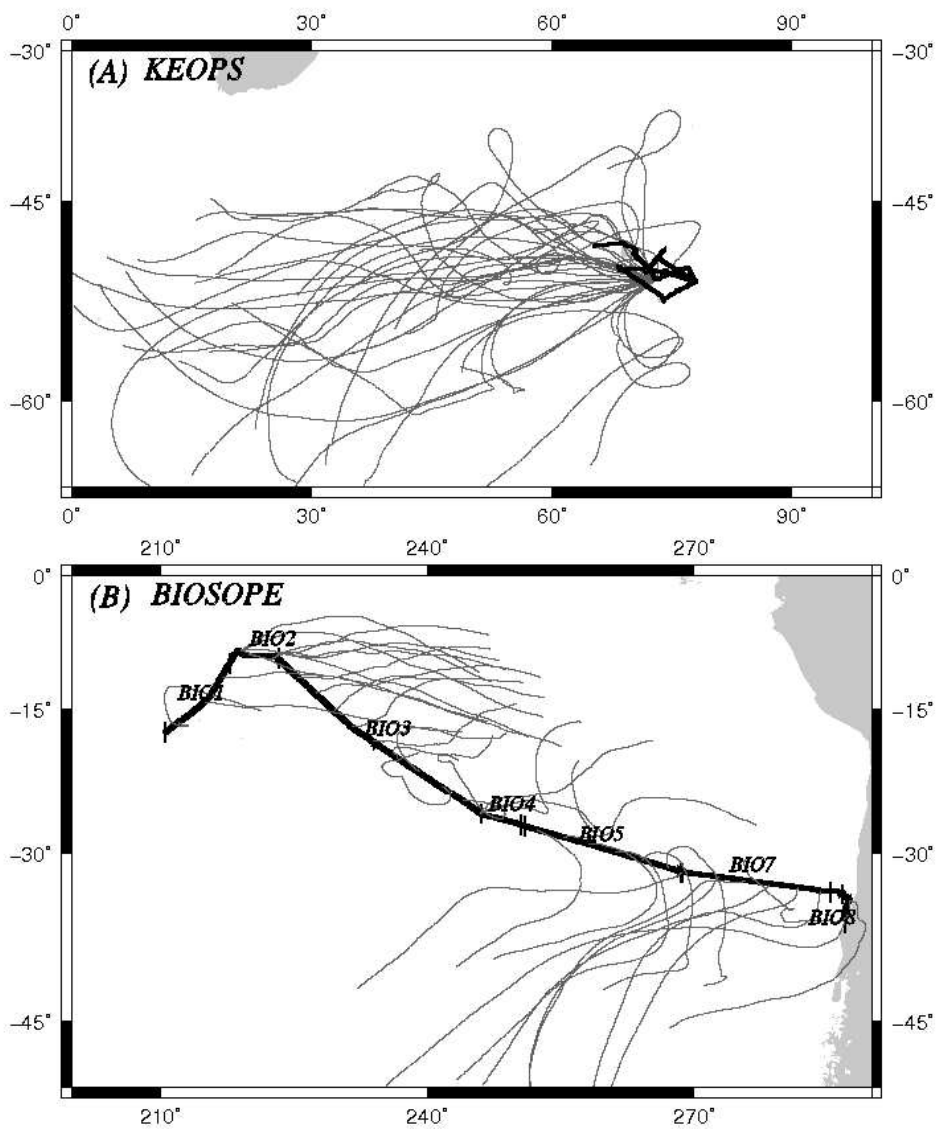 0° 30° 60° 90°
−30° −30°
(A) KEOPS
−45° −45°
−60° −60°
0° 30° 60° 90°
210° 240° 270°
0° 0°
(B) BIOSOPE
BIO2
−15° BIO1 −15°
BIO3
BIO4
BIO5
−30° −30°
BIO7
BIO8
−45° −45°
210° 240° 270°